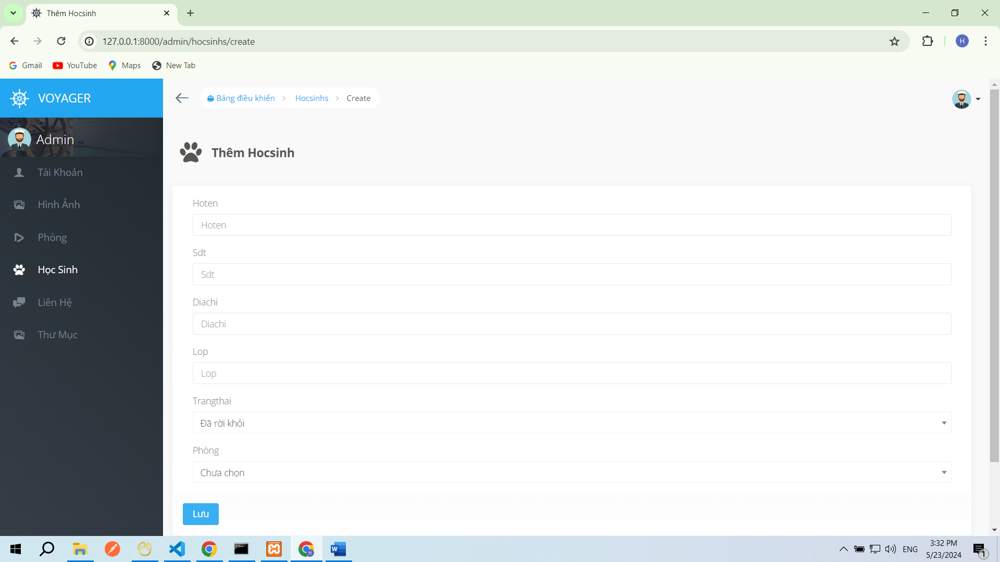 Thêm Hocsinh
127.0.0.1:8000/admin/hocsinhs/create
H
Gmail
YouTube
Maps
New Tab
VOYAGER
Bảng điều khiển
Hocsinhs
Create
Admin
Thêm Hocsinh
Tài Khoản
Hình Ảnh
Phòng
Học Sinh
Liên Hệ
Thư Mục
Hoten
Hoten
Sdt
Sdt
Diachi
Diachi
Lop
Lop
Trangthai
Đã rời khỏi
Phòng
Chưa chọn
Lưu
ENG
3:32 PM
5/23/2024
1